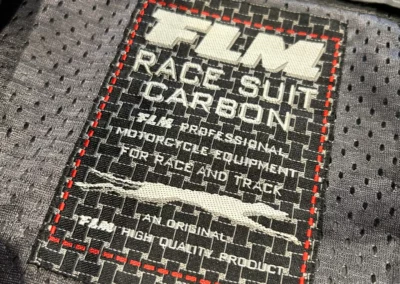 FLM
RACE SUIT
CARBON
FLM PROFESSIONAL
MOTORCYCLE EQUIPMENT
FOR RACE AND TRACK
AN ORIGINAL
FLM HIGH QUALITY PRODUCT